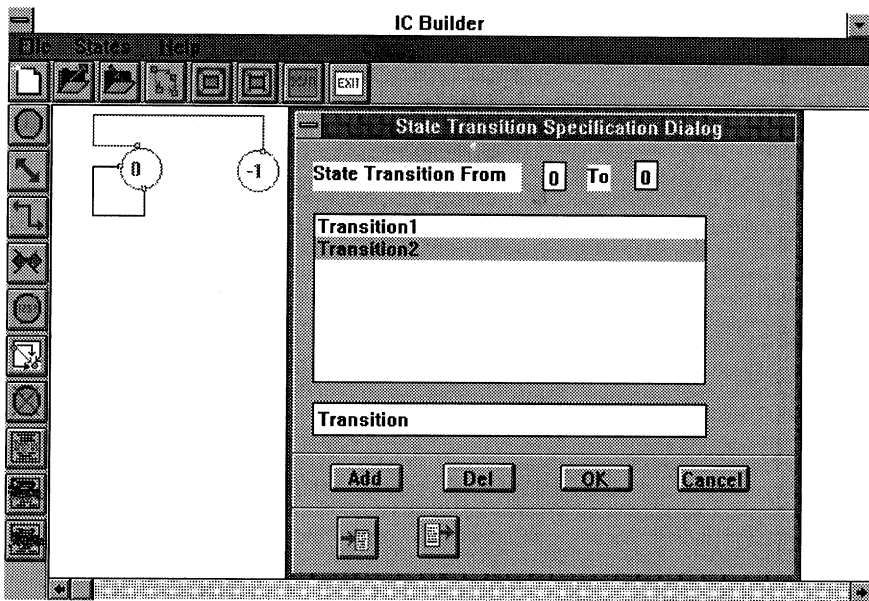 IC Builder
File States Help
EXIT
State Transition Specification Dialog
0 -1
State Transition From 0 To 0
Transition1
Transition2
Transition
Add Del OK Cancel